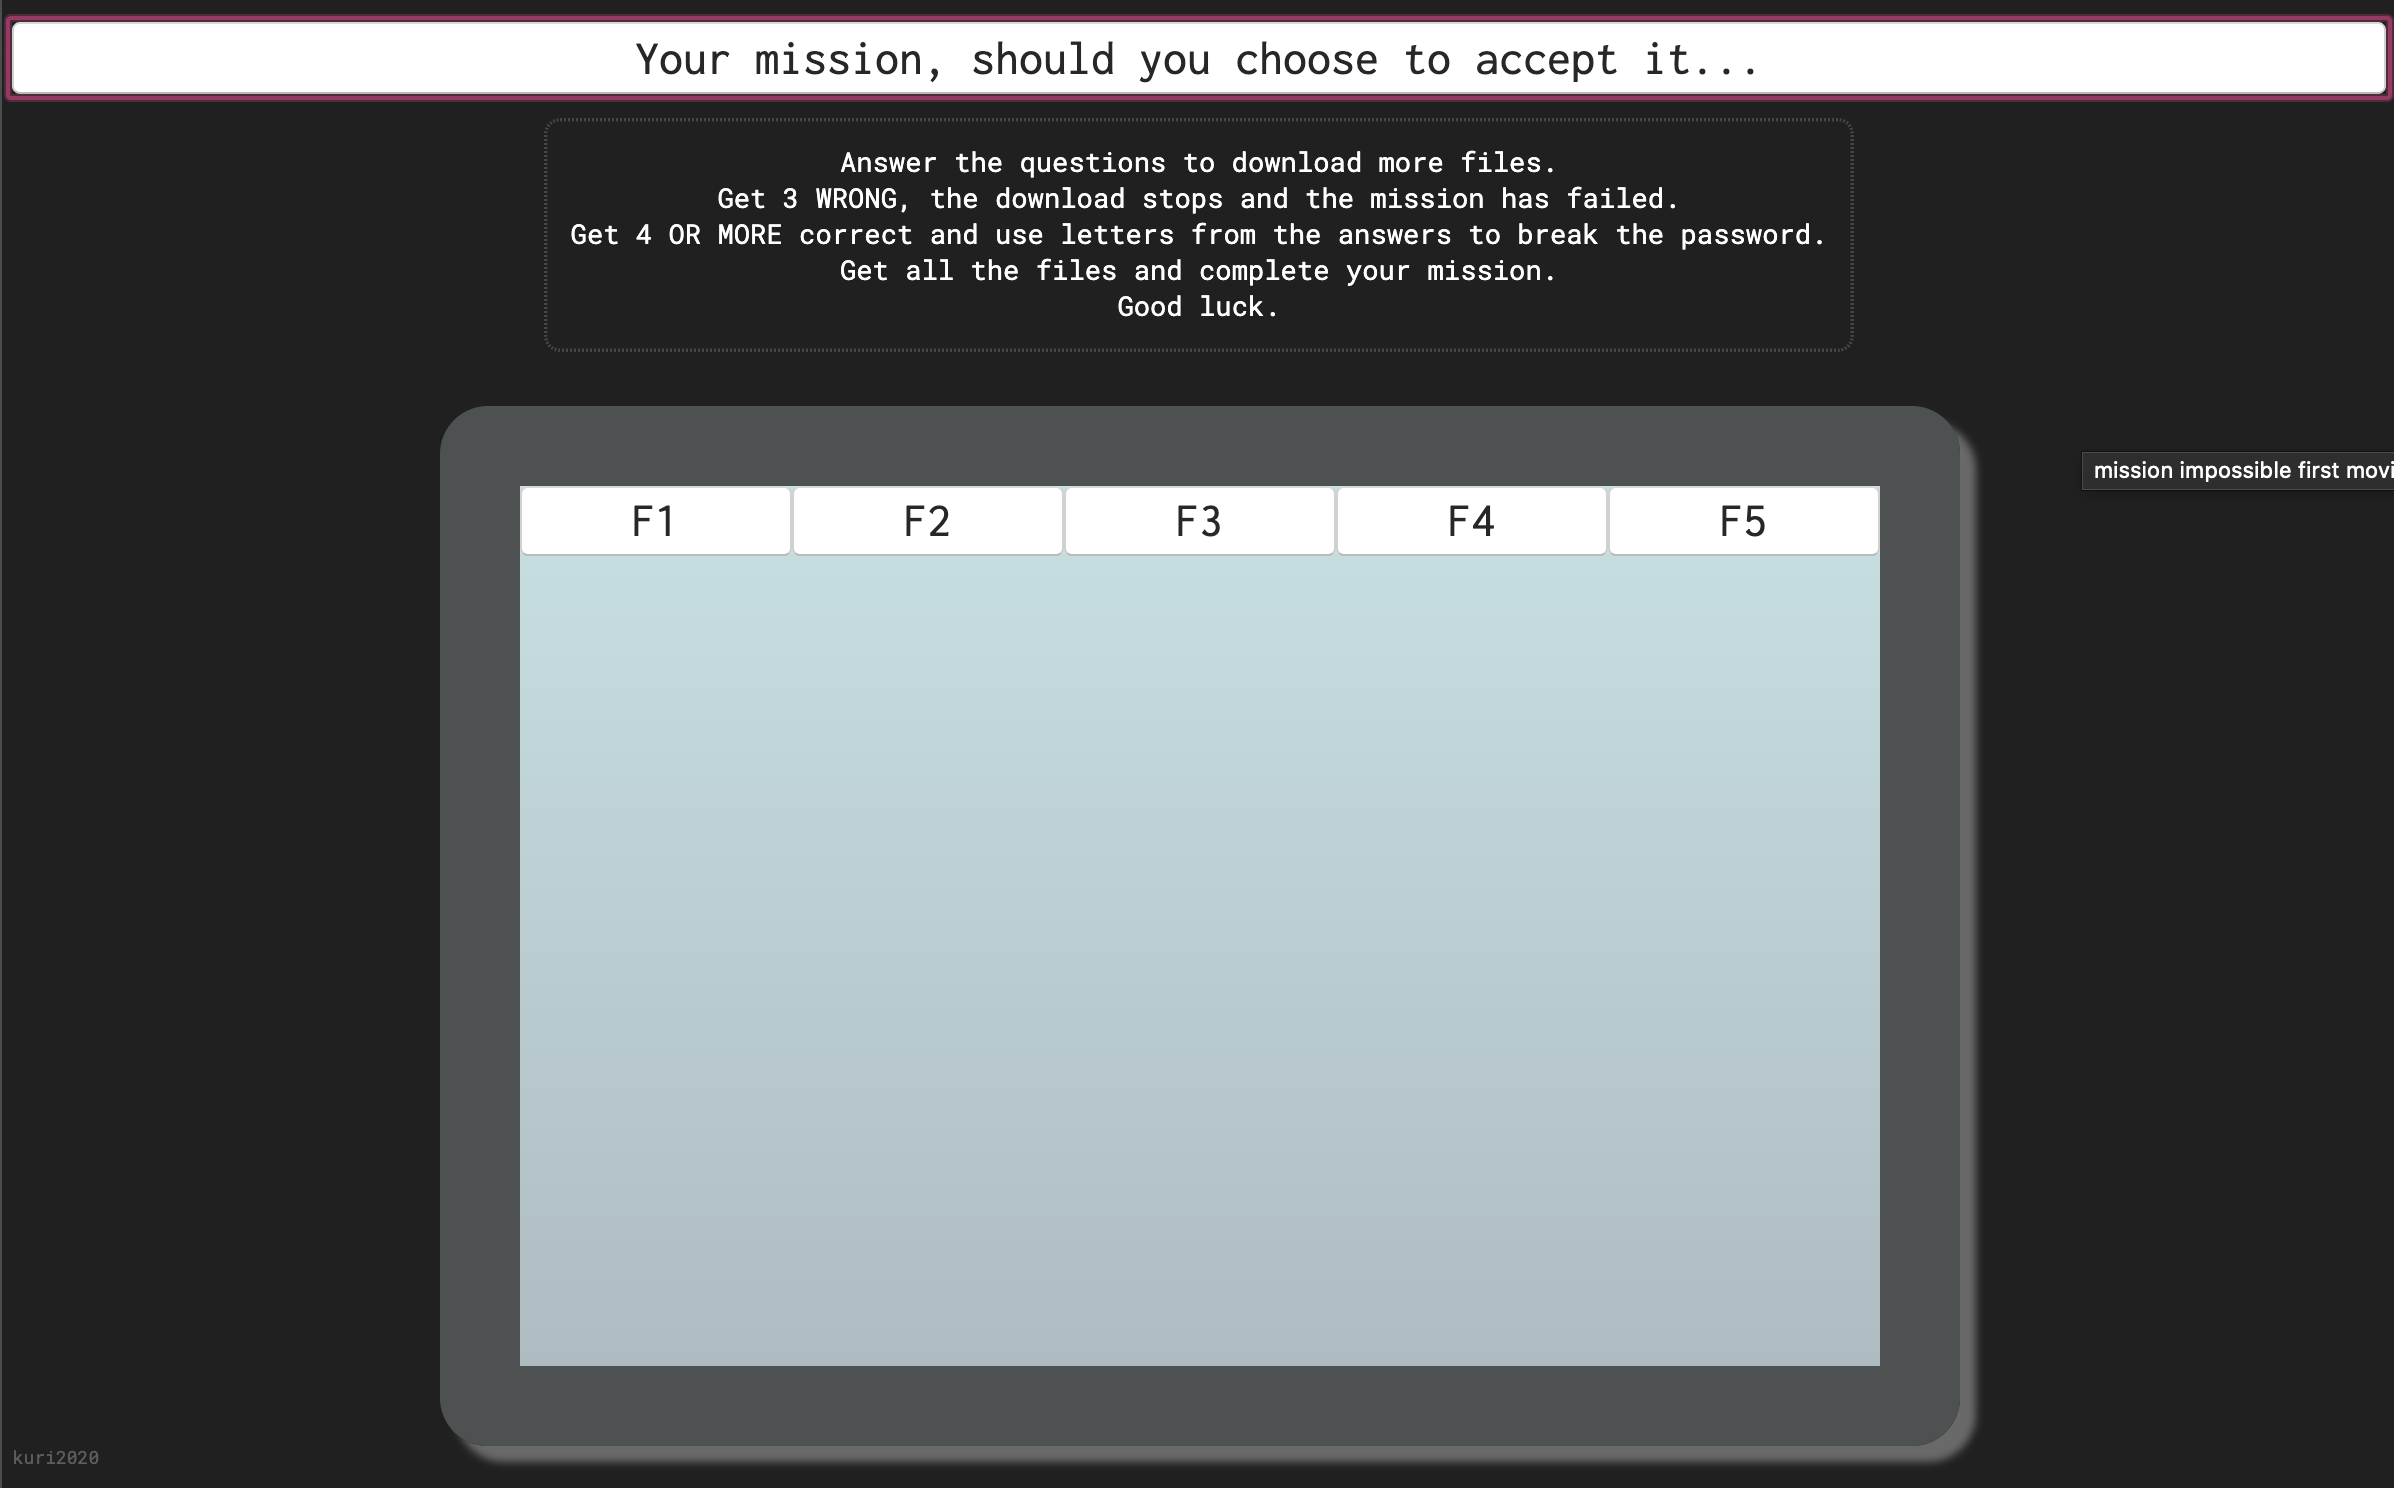 Your mission, should you choose to accept it...
Answer the questions to download more files.
Get 3 WRONG, the download stops and the mission has failed.
Get 4 OR MORE correct and use letters from the answers to break the password.
Get all the files and complete your mission.
Good luck.
mission impossible first movi
F1 F2 F3 F4 F5
kuri2020